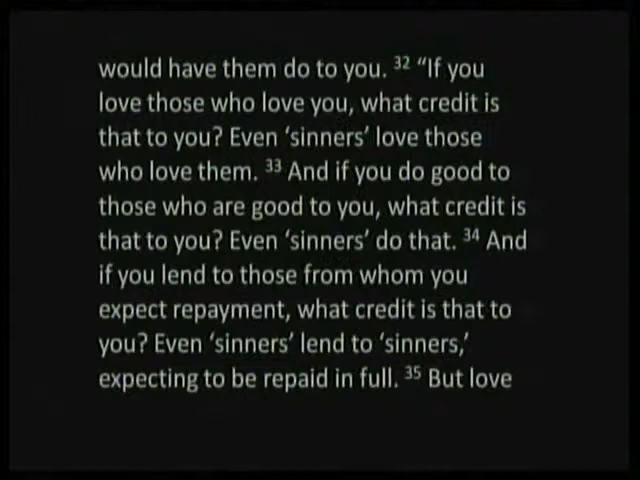 would have them do to you. 32 “If you
love those who love you, what credit is
that to you? Even ‘sinners’ love those
who love them. 33 And if you do good to
those who are good to you, what credit is
that to you? Even ‘sinners’ do that. 34 And
if you lend to those from whom you
expect repayment, what credit is that to
you? Even ‘sinners’ lend to ‘sinners,’
expecting to be repaid in full. 35 But love